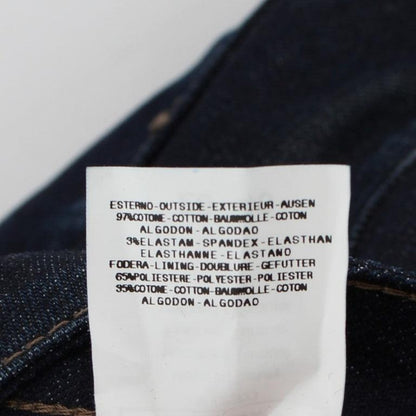 ESTERNO-OUTSIDE-EXTERIEUR-AUSEN
97%COTONE-COTTON-BAUMWOLLE-COTON
ALGODON-ALGODAO
3%ELASTAM-SPANDEX-ELASTHAN
ELASTHANNE-ELASTANO
FODERA-LINING-DOUBLURE-GEFUTTER
65%POLIESTERE-POLYESTER-POLIESTER
35%COTONE-COTTON-BAUMWOLLE-COTON
ALGODON-ALGODAO